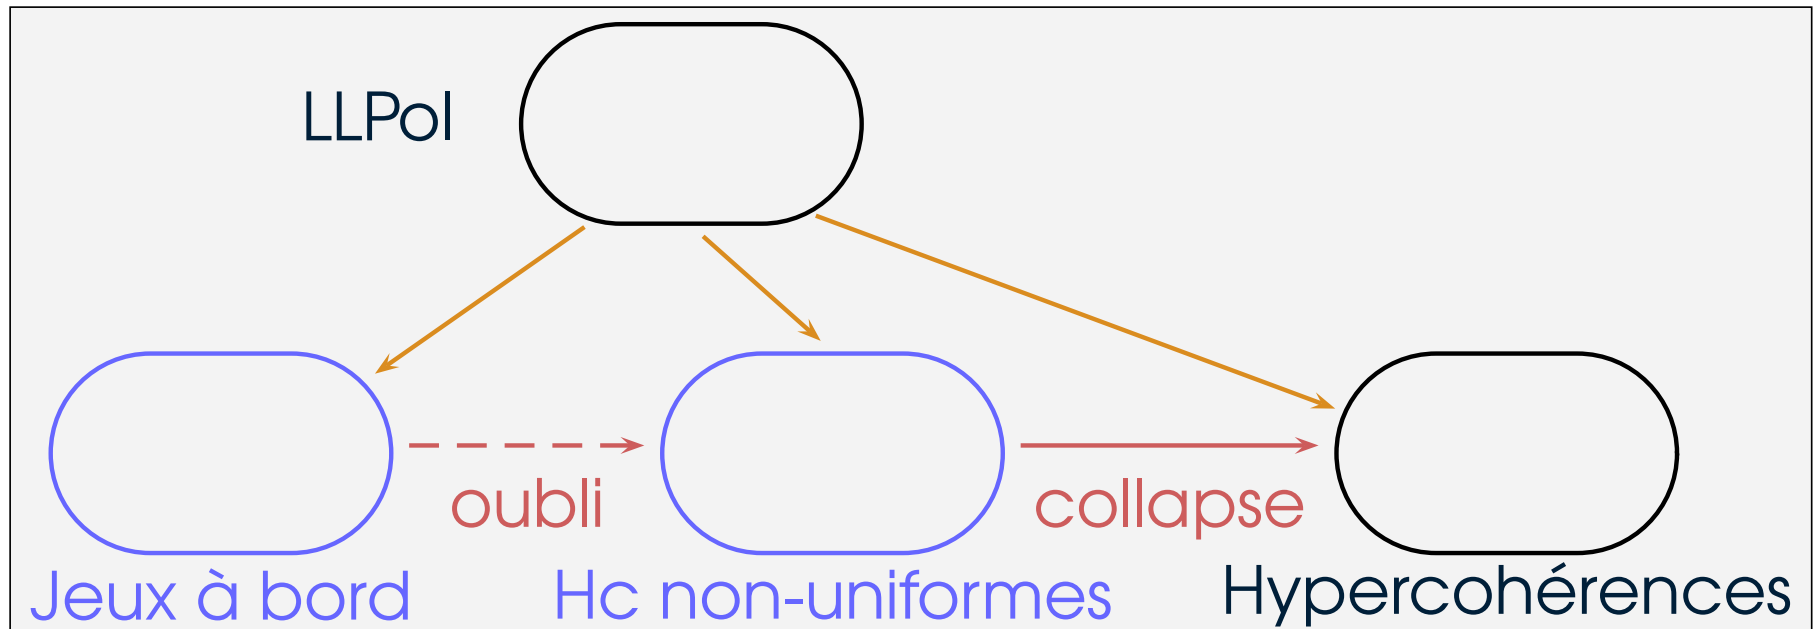 LLPol
oubli
collapse
Jeux à bord
Hc non-uniformes
Hypercohérences